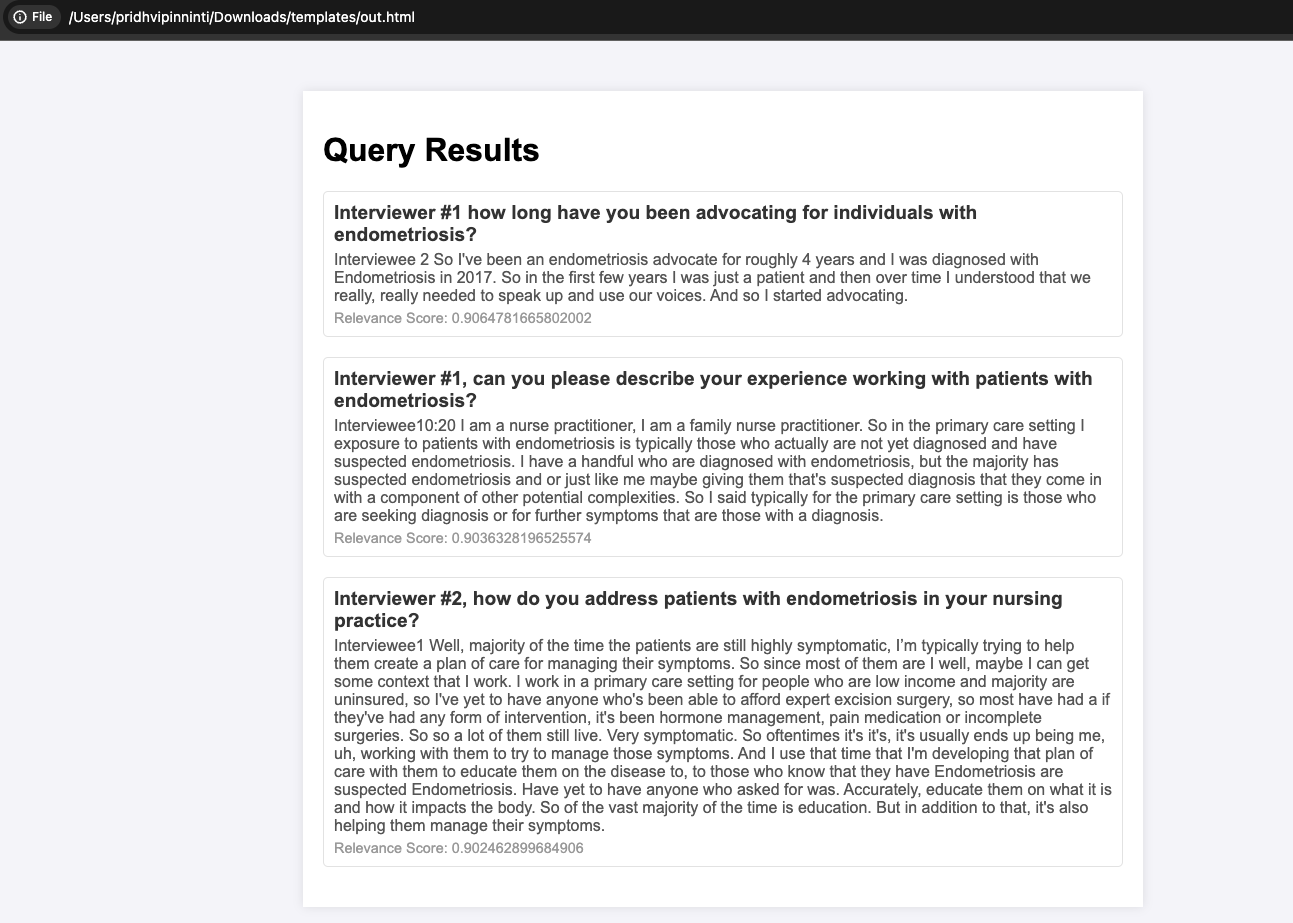 File /Users/pridhvipinninti/Downloads/templates/out.html
Query Results
Interviewer #1 how long have you been advocating for individuals with
endometriosis?
Interviewee 2 So I've been an endometriosis advocate for roughly 4 years and I was diagnosed with
Endometriosis in 2017. So in the first few years I was just a patient and then over time I understood that we
really, really needed to speak up and use our voices. And so I started advocating.
Relevance Score: 0.9064781665802002
Interviewer #1, can you please describe your experience working with patients with
endometriosis?
Interviewee10:20 I am a nurse practitioner, I am a family nurse practitioner. So in the primary care setting I
exposure to patients with endometriosis is typically those who actually are not yet diagnosed and have
suspected endometriosis. I have a handful who are diagnosed with endometriosis, but the majority has
suspected endometriosis and or just like me maybe giving them that's suspected diagnosis that they come in
with a component of other potential complexities. So I said typically for the primary care setting is those who
are seeking diagnosis or for further symptoms that are those with a diagnosis.
Relevance Score: 0.9036328196525574
Interviewer #2, how do you address patients with endometriosis in your nursing
practice?
Interviewee1 Well, majority of the time the patients are still highly symptomatic, I'm typically trying to help
them create a plan of care for managing their symptoms. So since most of them are I well, maybe I can get
some context that I work. I work in a primary care setting for people who are low income and majority are
uninsured, so I've yet to have anyone who's been able to afford expert excision surgery, so most have had a if
they've had any form of intervention, it's been hormone management, pain medication or incomplete
surgeries. So so a lot of them still live. Very symptomatic. So oftentimes it's it's, it's usually ends up being me,
uh, working with them to try to manage those symptoms. And I use that time that I'm developing that plan of
care with them to educate them on the disease to, to those who know that they have Endometriosis are
suspected Endometriosis. Have yet to have anyone who asked for was. Accurately, educate them on what it is
and how it impacts the body. So of the vast majority of the time is education. But in addition to that, it's also
helping them manage their symptoms.
Relevance Score: 0.902462899684906